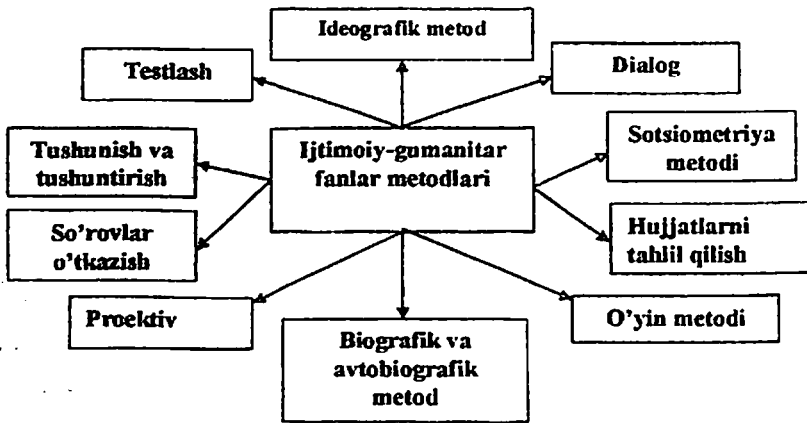 Ideografik metod
Testlash
Dialog
Tushunish va
tushuntirish
Ijtimoiy-gumanitar
fanlar metodlari
Sotsiometriya
metodi
So'rovlar
o'tkazish
Hujjatlarni
tahlil qilish
Proektiv
Biografik va
avtobiografik
metod
O'yin metodi